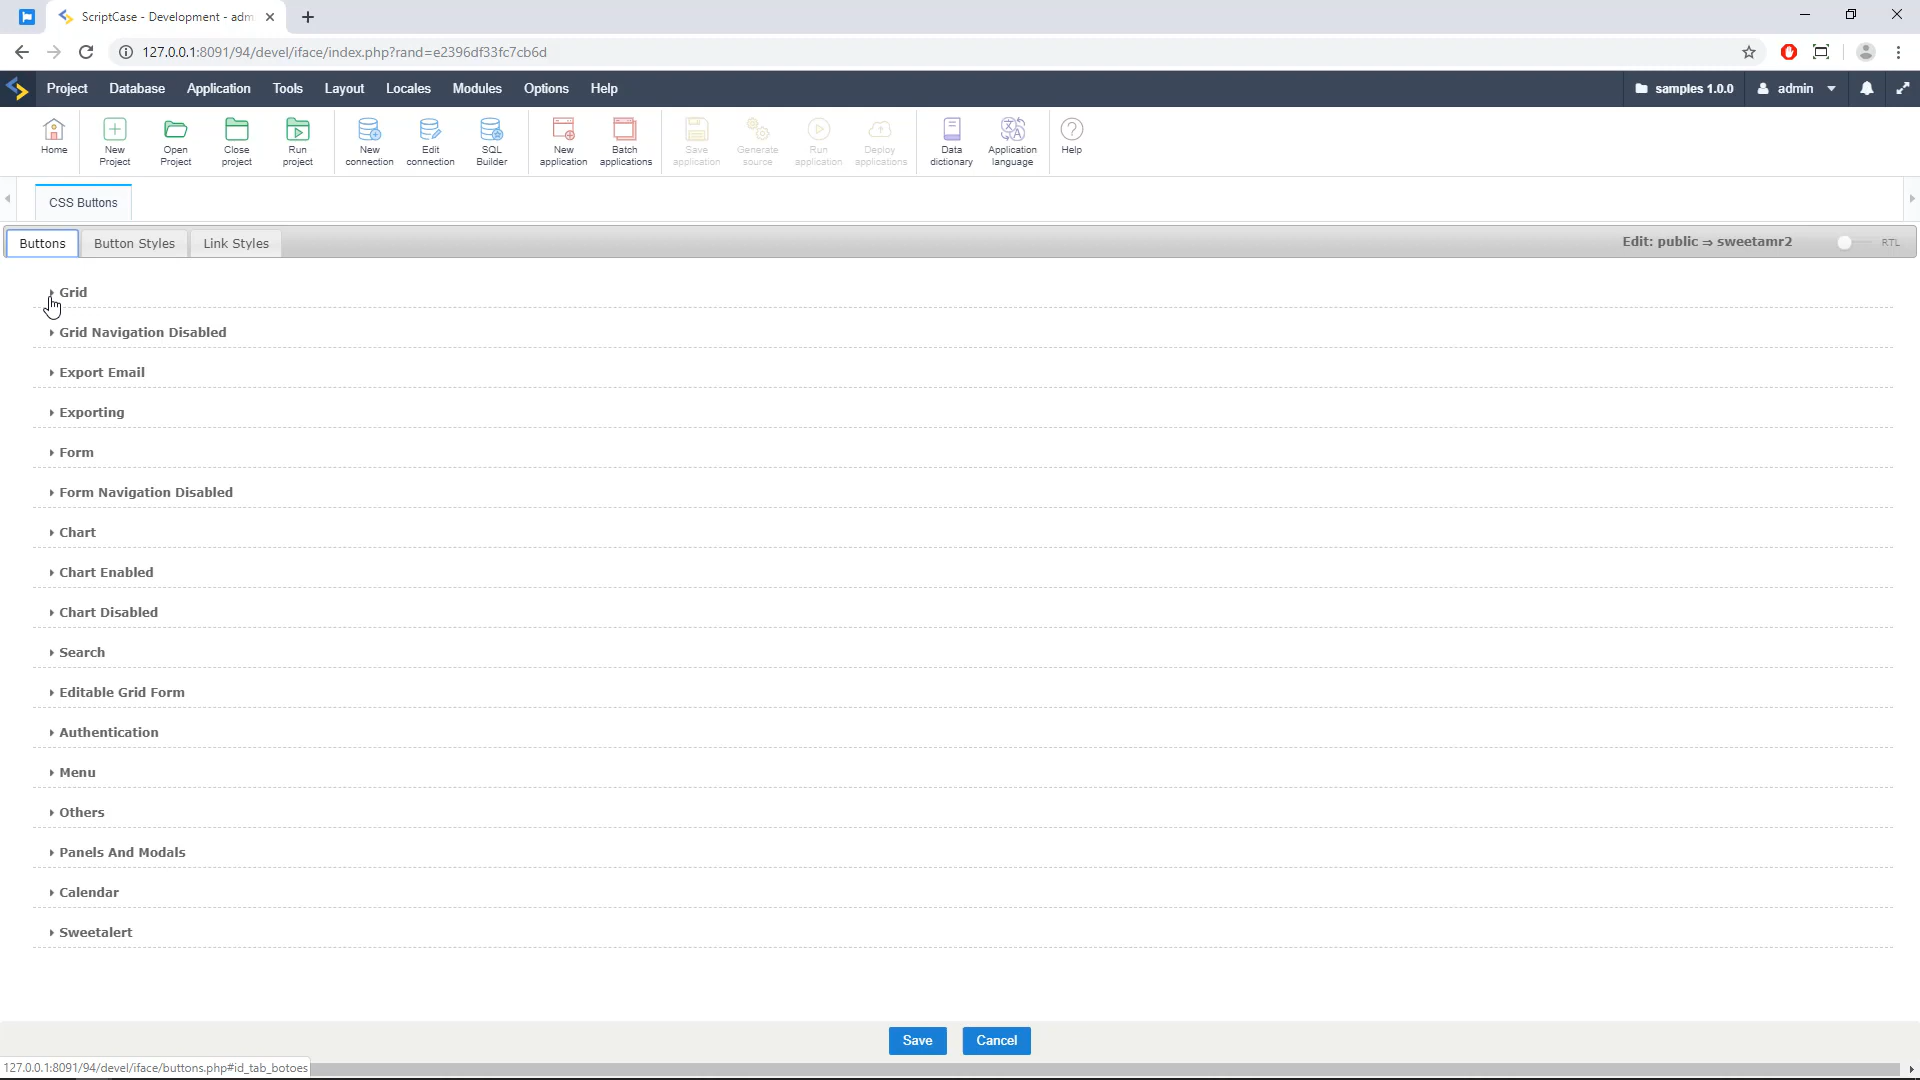 ScriptCase - Development - adm
127.0.0.1:8091/94/devel/iface/index.php?rand=e2396df33fc7cb6d
Project Database Application Tools Layout Locales Modules Options Help samples 1.0.0 admin
Home New Project Open Project Close project Run project New connection Edit connection SQL Builder New application Batch applications Save application Generate source Run application Deploy applications Data dictionary Application language Help
CSS Buttons
Buttons Button Styles Link Styles Edit: public ⇒ sweetamr2 RTL
Grid
Grid Navigation Disabled
Export Email
Exporting
Form
Form Navigation Disabled
Chart
Chart Enabled
Chart Disabled
Search
Editable Grid Form
Authentication
Menu
Others
Panels And Modals
Calendar
Sweetalert
Save Cancel
127.0.0.1:8091/94/devel/iface/buttons.php#id_tab_botoes